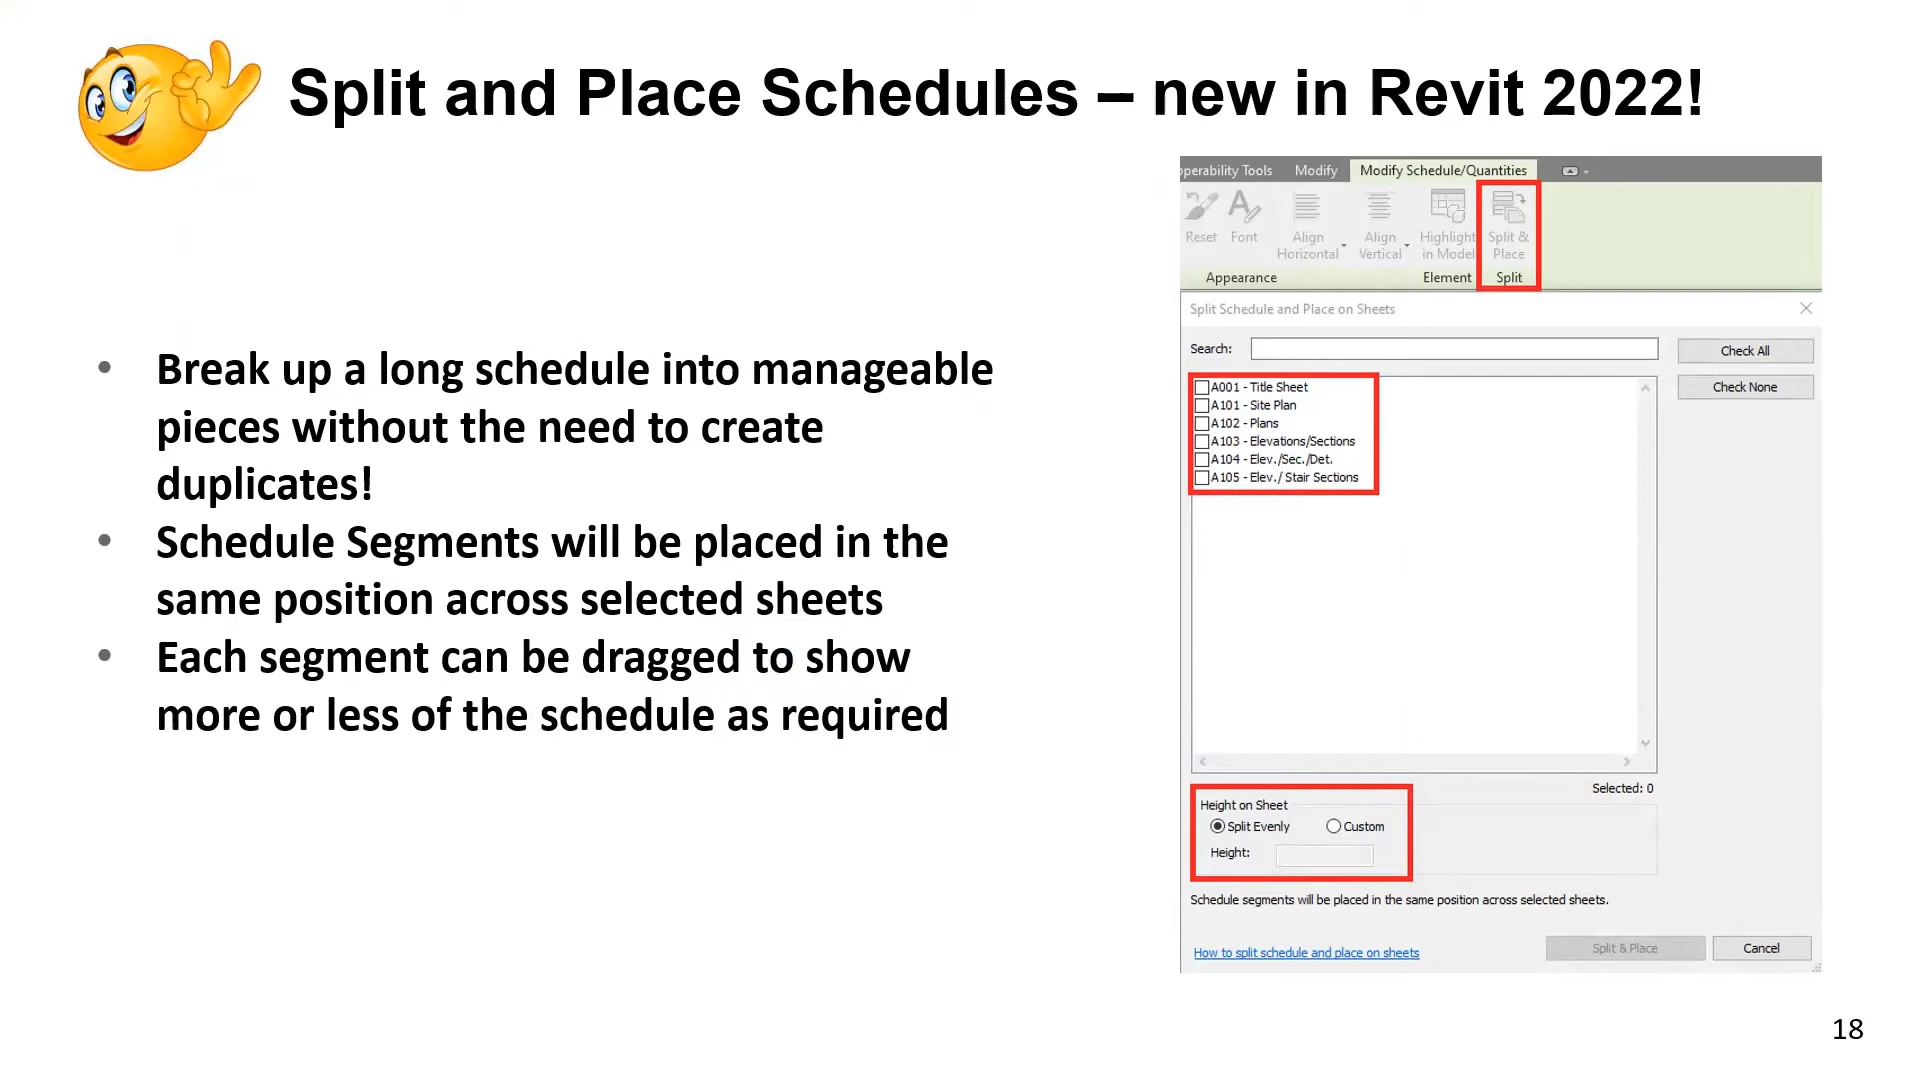 Split and Place Schedules – new in Revit 2022!
• Break up a long schedule into manageable
pieces without the need to create
duplicates!
• Schedule Segments will be placed in the
same position across selected sheets
• Each segment can be dragged to show
more or less of the schedule as required
perability Tools Modify Modify Schedule/Quantities
Reset Font Align Horizontal Align Vertical Highlight in Model Split & Place
Appearance Element Split
Split Schedule and Place on Sheets
Search: Check All
Check None
A001 - Title Sheet
A101 - Site Plan
A102 - Plans
A103 - Elevations/Sections
A104 - Elev./Sec./Det.
A105 - Elev./ Stair Sections
Selected: 0
Height on Sheet
Split Evenly Custom
Height:
Schedule segments will be placed in the same position across selected sheets.
How to split schedule and place on sheets Split & Place Cancel
18